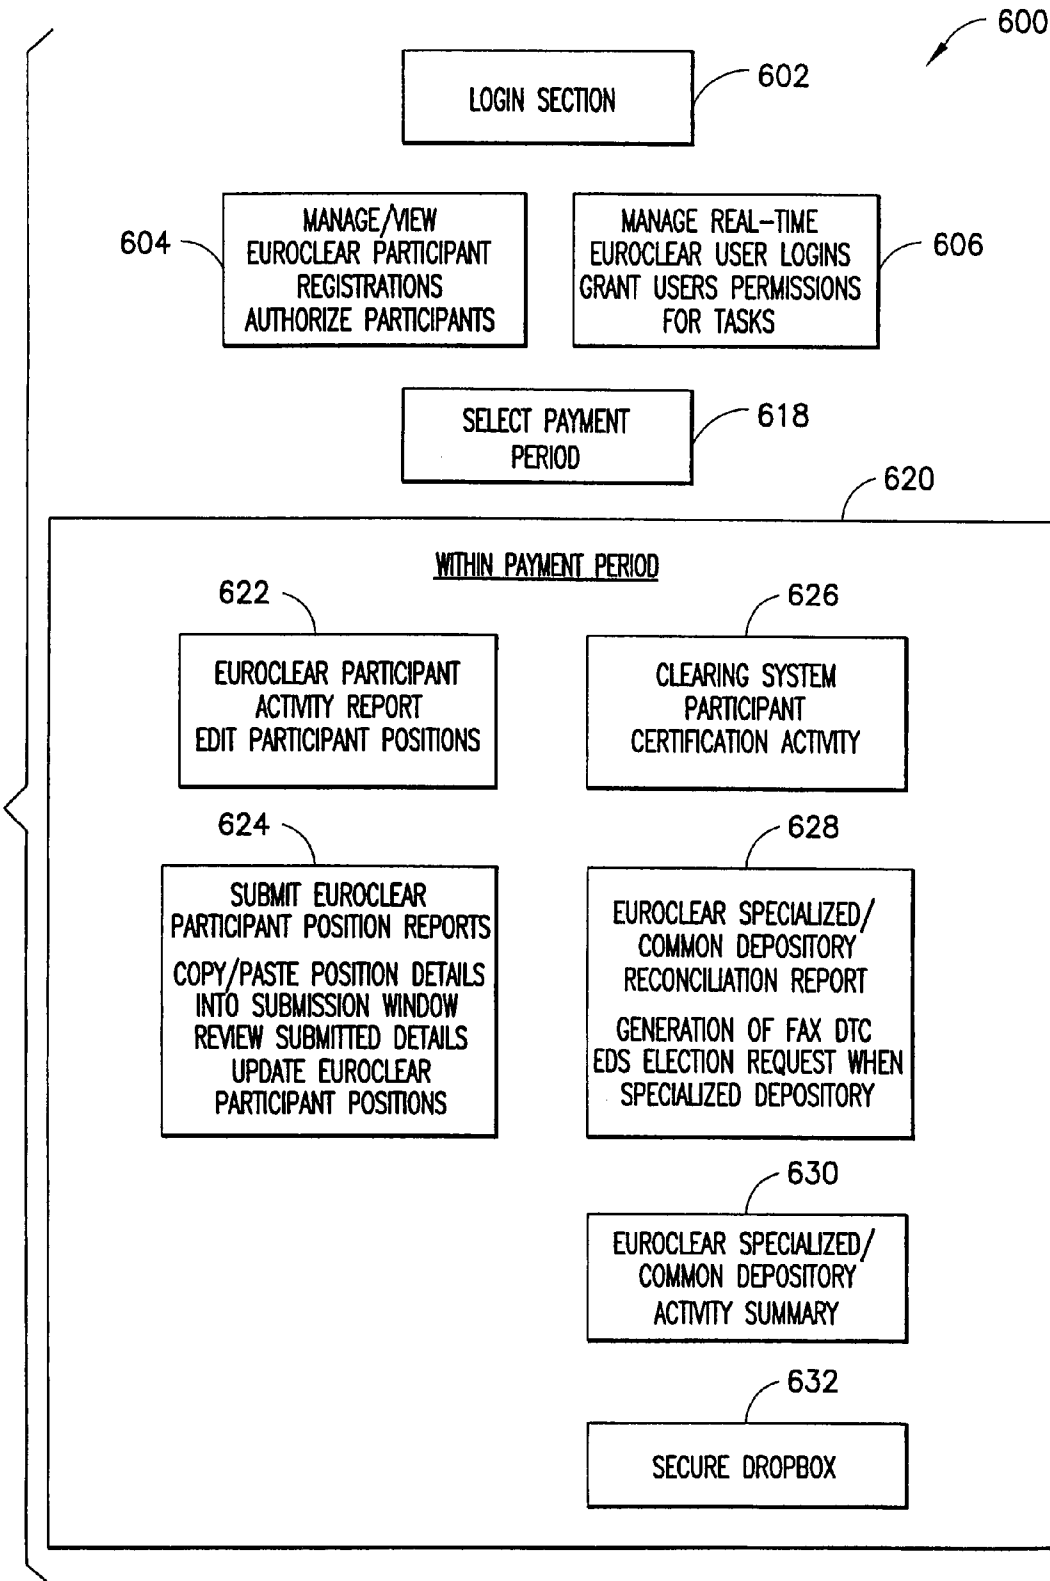 600
LOGIN SECTION
602
604
MANAGE/VIEW
EUROCLEAR PARTICIPANT
REGISTRATIONS
AUTHORIZE PARTICIPANTS
MANAGE REAL-TIME
EUROCLEAR USER LOGINS
GRANT USERS PERMISSIONS
FOR TASKS
606
SELECT PAYMENT
PERIOD
618
620
WITHIN PAYMENT PERIOD
622
EUROCLEAR PARTICIPANT
ACTIVITY REPORT
EDIT PARTICIPANT POSITIONS
626
CLEARING SYSTEM
PARTICIPANT
CERTIFICATION ACTIVITY
624
SUBMIT EUROCLEAR
PARTICIPANT POSITION REPORTS
COPY/PASTE POSITION DETAILS
INTO SUBMISSION WINDOW
REVIEW SUBMITTED DETAILS
UPDATE EUROCLEAR
PARTICIPANT POSITIONS
628
EUROCLEAR SPECIALIZED/
COMMON DEPOSITORY
RECONCILIATION REPORT
GENERATION OF FAX DTC
EDS ELECTION REQUEST WHEN
SPECIALIZED DEPOSITORY
630
EUROCLEAR SPECIALIZED/
COMMON DEPOSITORY
ACTIVITY SUMMARY
632
SECURE DROPBOX